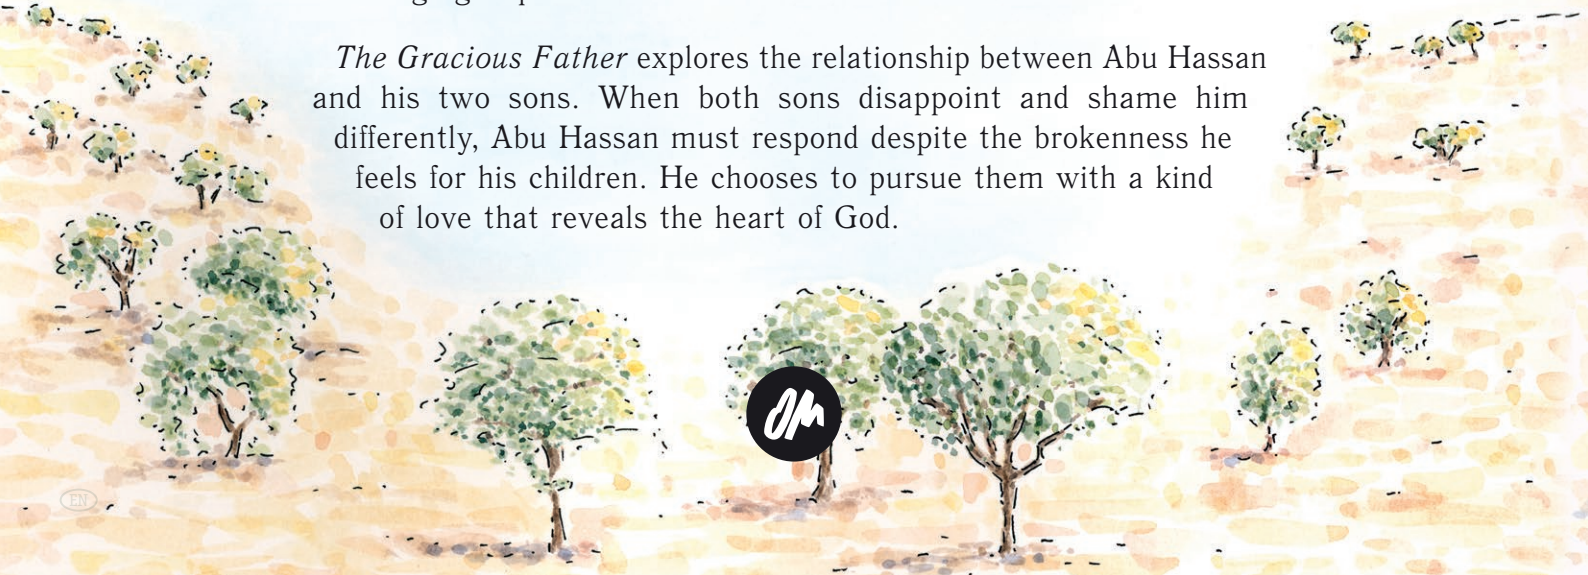 The Gracious Father explores the relationship between Abu Hassan
and his two sons. When both sons disappoint and shame him
differently, Abu Hassan must respond despite the brokenness he
feels for his children. He chooses to pursue them with a kind
of love that reveals the heart of God.
OM
EN